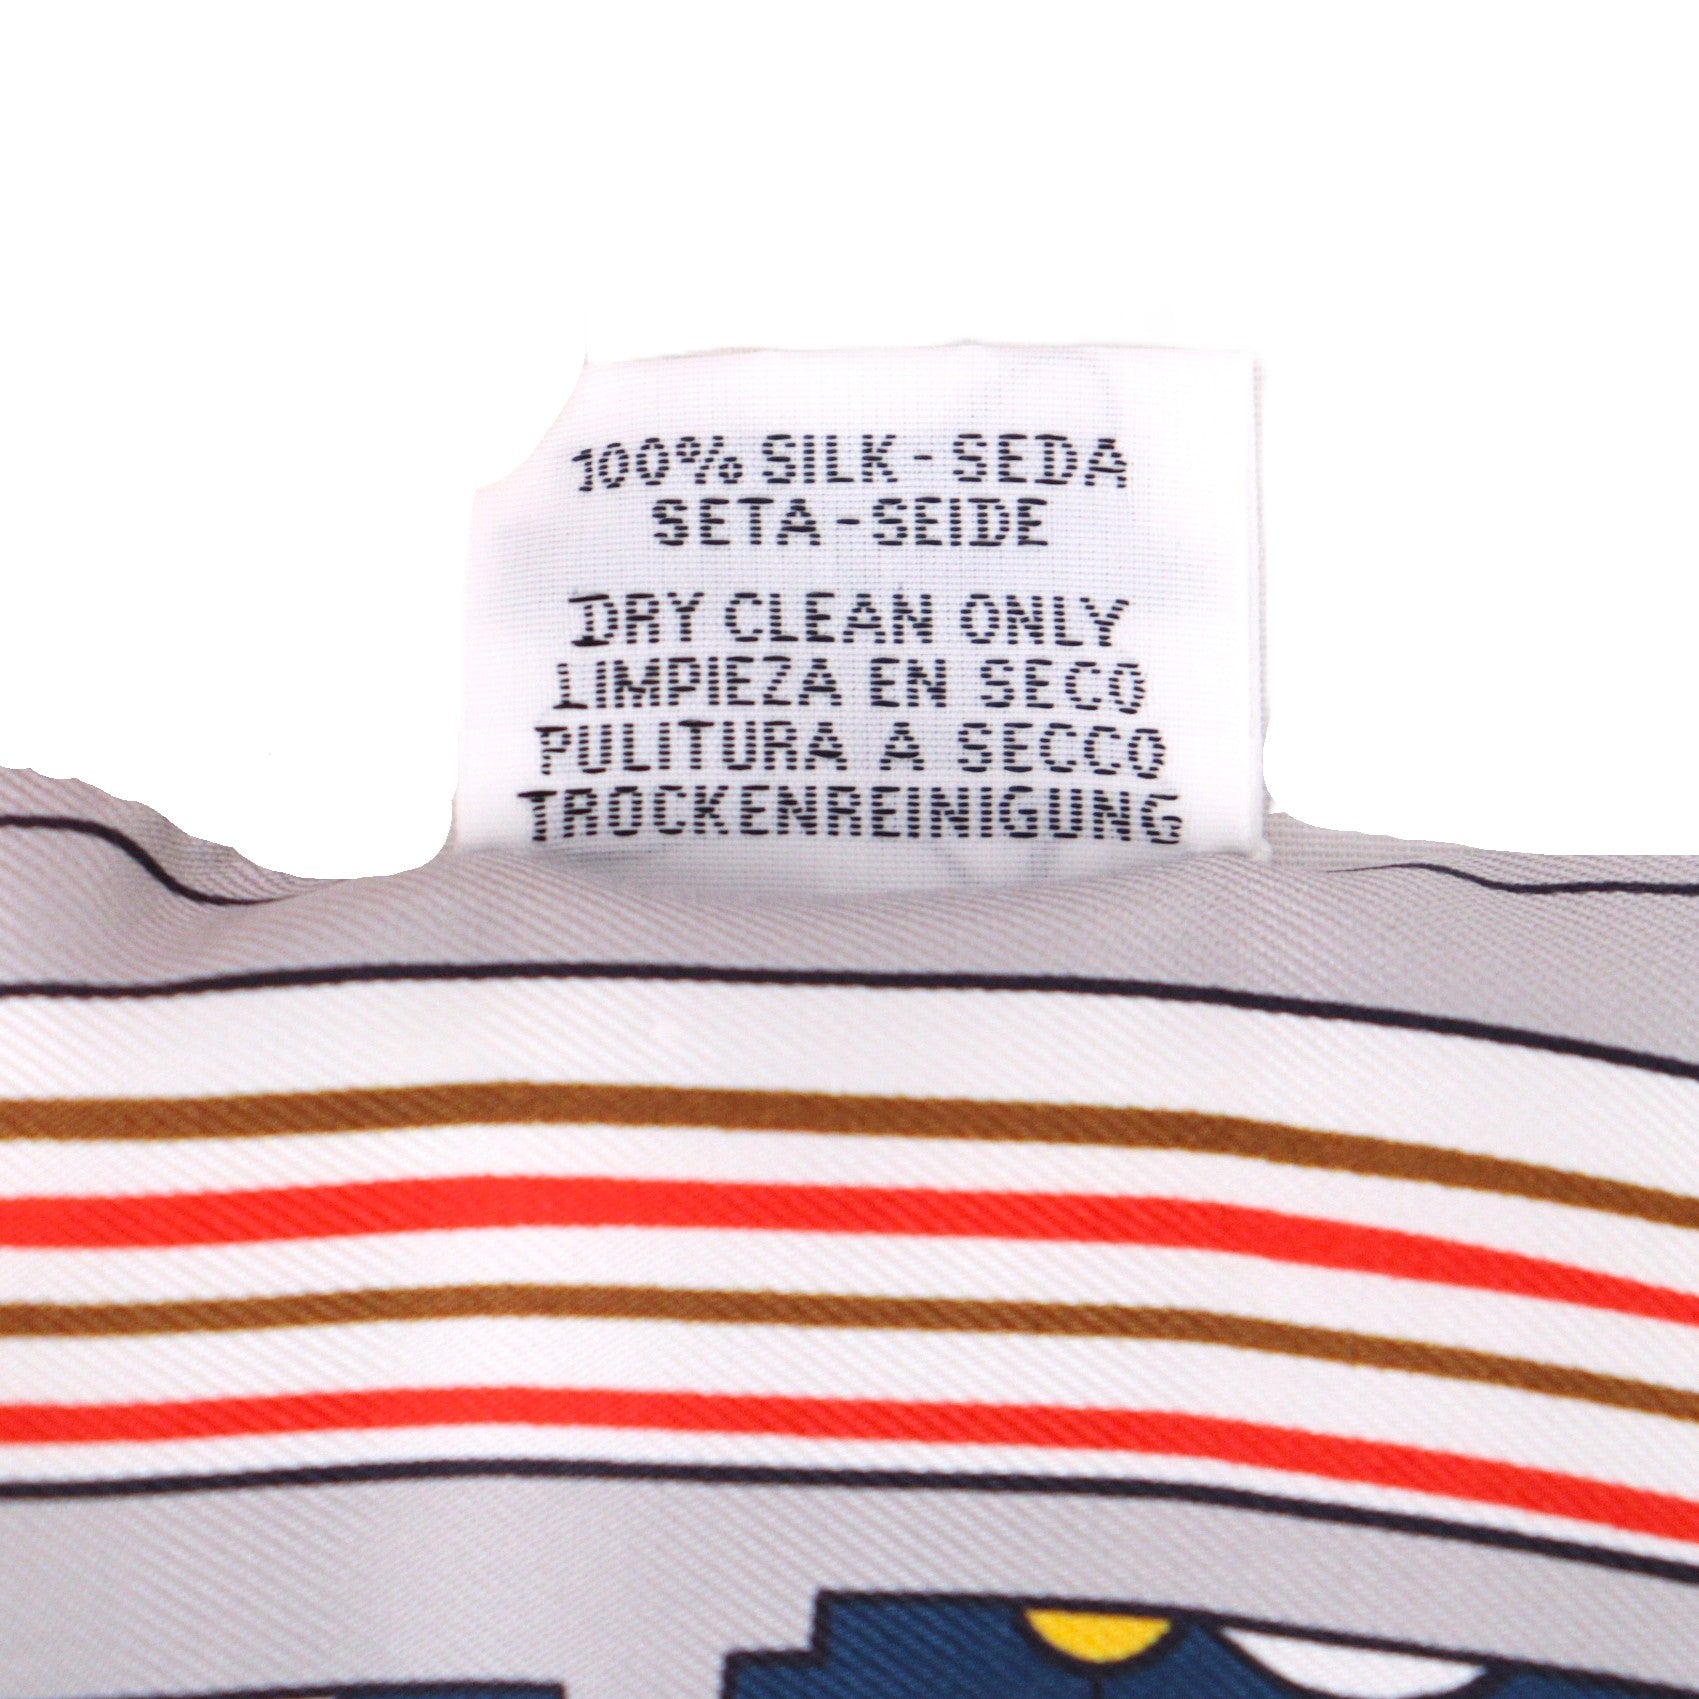 100% SILK - SEDA
SETA - SEIDE
DRY CLEAN ONLY
LIMPIEZA EN SECO
PULITURA A SECCO
TROCKENREINIGUNG